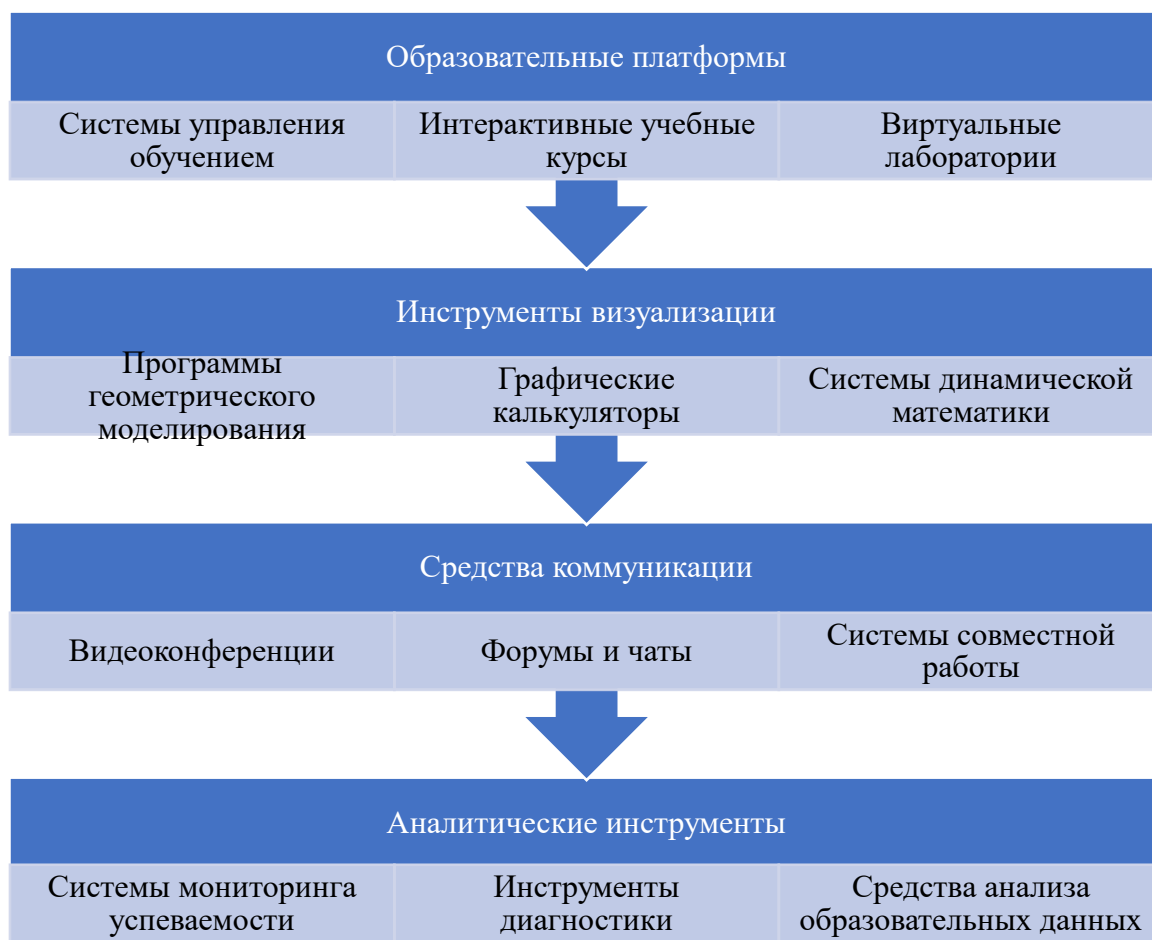 Образовательные платформы
Системы управления
обучением
Интерактивные учебные
курсы
Виртуальные
лаборатории
Инструменты визуализации
Программы
геометрического
моделирования
Графические
калькуляторы
Системы динамической
математики
Средства коммуникации
Видеоконференции
Форумы и чаты
Системы совместной
работы
Аналитические инструменты
Системы мониторинга
успеваемости
Инструменты
диагностики
Средства анализа
образовательных данных